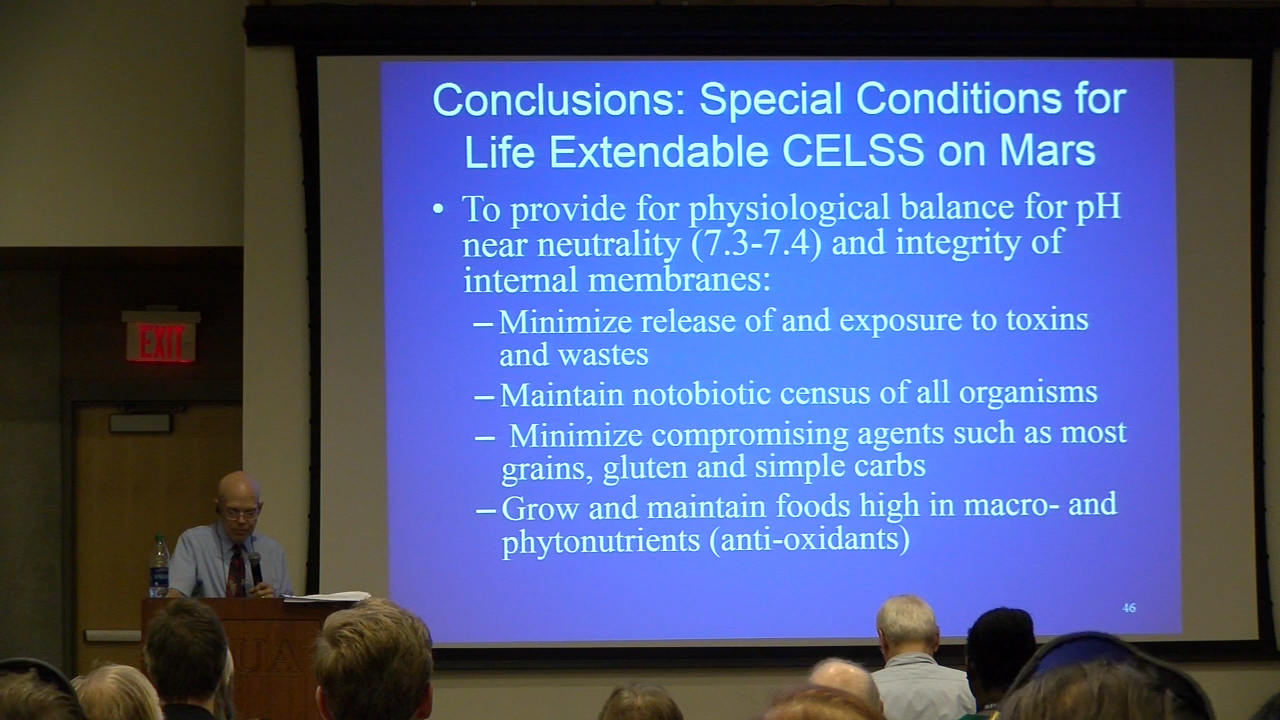 Conclusions: Special Conditions for
Life Extendable CELSS on Mars
• To provide for physiological balance for pH
near neutrality (7.3-7.4) and integrity of
internal membranes:
– Minimize release of and exposure to toxins
and wastes
– Maintain notobiotic census of all organisms
– Minimize compromising agents such as most
grains, gluten and simple carbs
– Grow and maintain foods high in macro- and
phytonutrients (anti-oxidants)
46
EXIT
UA